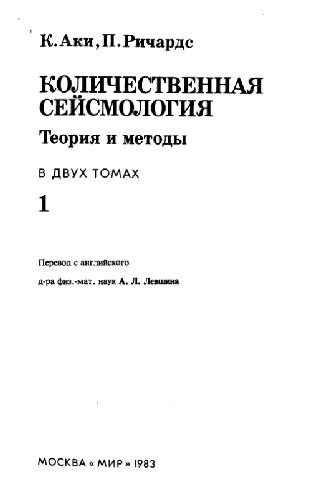 К. Аки, П. Ричардс
КОЛИЧЕСТВЕННАЯ
СЕЙСМОЛОГИЯ
Теория и методы
В ДВУХ ТОМАХ
1
Перевод с английского
д-ра физ.-мат. наук А. Л. Левшина
МОСКВА «МИР» 1983